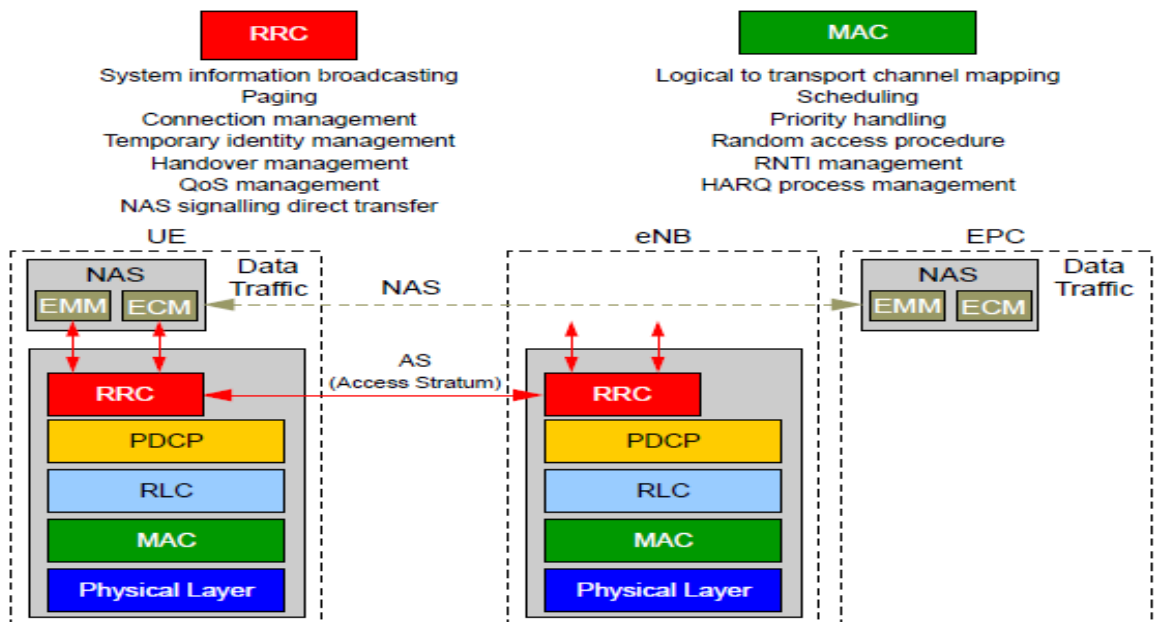 RRC
System information broadcasting
Paging
Connection management
Temporary identity management
Handover management
QoS management
NAS signalling direct transfer
MAC
Logical to transport channel mapping
Scheduling
Priority handling
Random access procedure
RNTI management
HARQ process management
UE
NAS
EMM
ECM
Data
Traffic
RRC
PDCP
RLC
MAC
Physical Layer
NAS
AS
(Access Stratum)
eNB
RRC
PDCP
RLC
MAC
Physical Layer
EPC
NAS
EMM
ECM
Data
Traffic